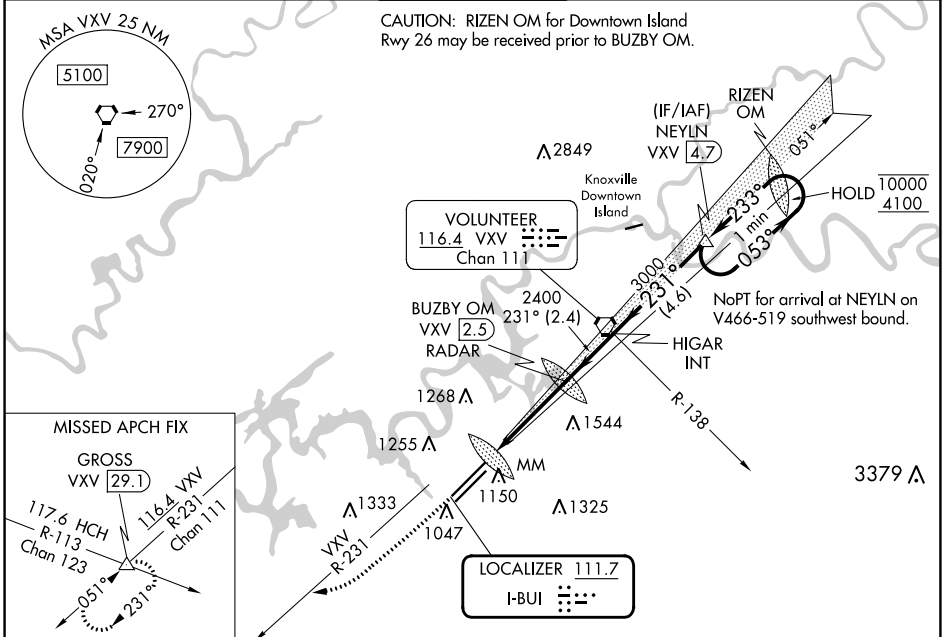 CAUTION: RIZEN OM for Downtown Island
Rwy 26 may be received prior to BUZBY OM.
MSA VXV 25 NM
5100
270°
7900
020°
(IF/IAF)
NEYLN
VXV 4.7
RIZEN
OM
051°
2849
Knoxville
Downtown
Island
HOLD 10000
4100
233°
1 min
053°
VOLUNTEER
116.4 VXV
Chan 111
3000
231°
(4.6)
NoPT for arrival at NEYLN on
V466-519 southwest bound.
2400
231° (2.4)
BUZBY OM
VXV 2.5
RADAR
HIGAR
INT
R-138
1268
1544
1255
MM
1150
3379
1333
1047
1325
VXV
R-231
LOCALIZER 111.7
I-BUI
MISSED APCH FIX
GROSS
VXV 29.1
116.4 VXV
R-231
Chan 111
117.6 HCH
R-113
Chan 123
051°
231°